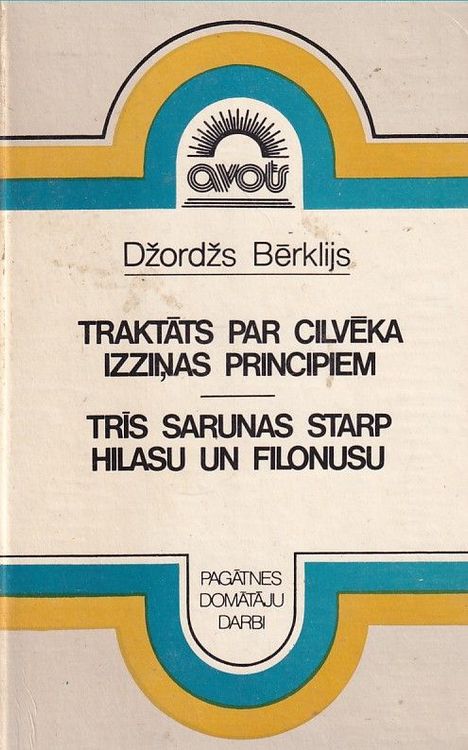 avots
Džordžs Bērklijs
TRAKTĀTS PAR CILVĒKA
IZZIŅAS PRINCIPIEM
TRĪS SARUNAS STARP
HILASU UN FILONUSU
PAGĀTNES
DOMĀTĀJU
DARBI